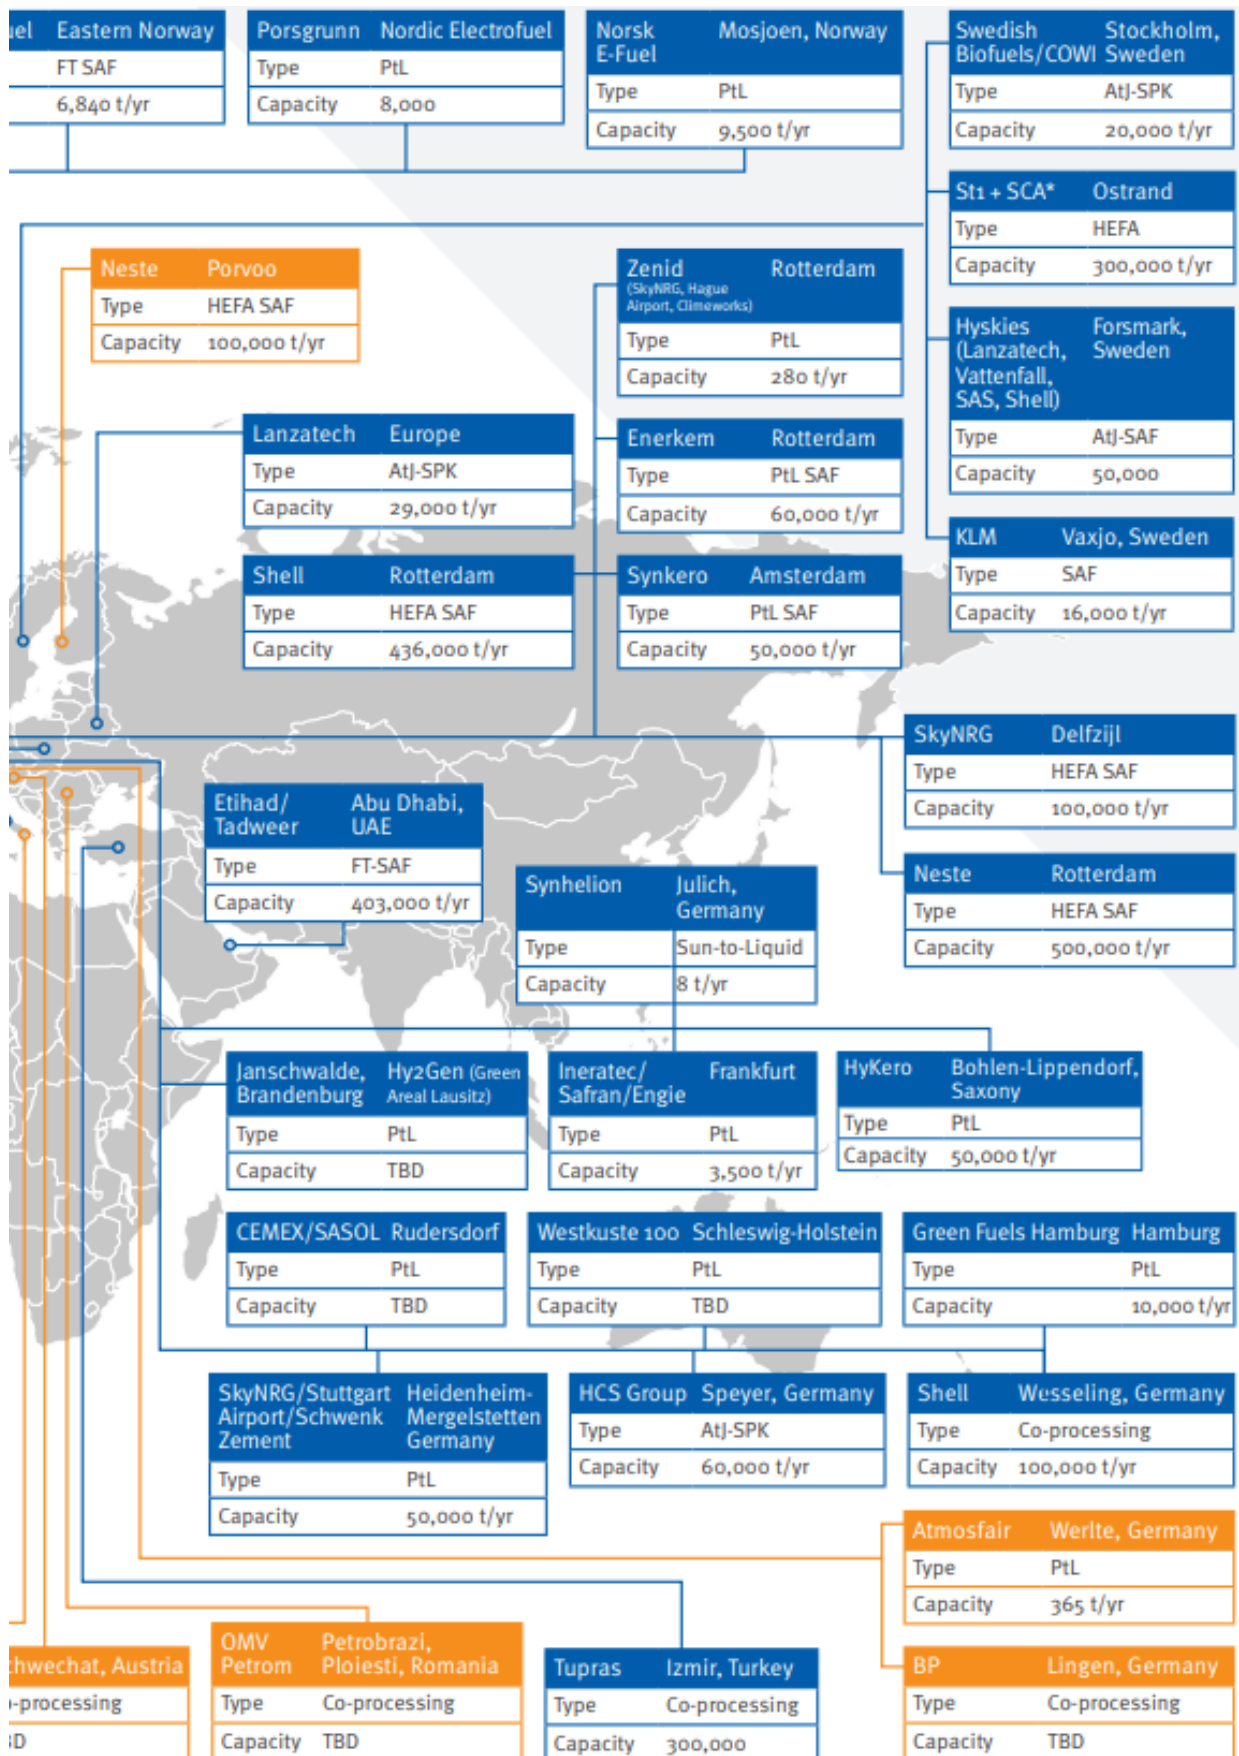 Eastern Norway
FT SAF
6,840 t/yr
Porsgrunn Nordic Electrofuel
Type PtL
Capacity 8,000
Norsk E-Fuel Mosjoen, Norway
Type PtL
Capacity 9,500 t/yr
Swedish Biofuels/COWI Stockholm, Sweden
Type AtJ-SPK
Capacity 20,000 t/yr
St1 + SCA* Ostrand
Type HEFA
Capacity 300,000 t/yr
Neste Porvoo
Type HEFA SAF
Capacity 100,000 t/yr
Zenid Rotterdam
(SkyNRG, Hague
Airport, Climeworks)
Type PtL
Capacity 280 t/yr
Hyskies Forsmark,
(Lanzatech, Sweden
Vattenfall,
SAS, Shell)
Type AtJ-SAF
Capacity 50,000
Lanzatech Europe
Type AtJ-SPK
Capacity 29,000 t/yr
Enerkem Rotterdam
Type PtL SAF
Capacity 60,000 t/yr
KLM Vaxjo, Sweden
Type SAF
Capacity 16,000 t/yr
Shell Rotterdam
Type HEFA SAF
Capacity 436,000 t/yr
Synkero Amsterdam
Type PtL SAF
Capacity 50,000 t/yr
SkyNRG Delfzijl
Type HEFA SAF
Capacity 100,000 t/yr
Etihad/ Abu Dhabi,
Tadweer UAE
Type FT-SAF
Capacity 403,000 t/yr
Synhelion Julich,
Germany
Type Sun-to-Liquid
Capacity 8 t/yr
Neste Rotterdam
Type HEFA SAF
Capacity 500,000 t/yr
Janschwalde, Hy2Gen (Green
Brandenburg Areal Lausitz)
Type PtL
Capacity TBD
Ineratec/ Frankfurt
Safran/Engie
Type PtL
Capacity 3,500 t/yr
HyKero Bohlen-Lippendorf,
Saxony
Type PtL
Capacity 50,000 t/yr
CEMEX/SASOL Rudersdorf
Type PtL
Capacity TBD
Westkuste 100 Schleswig-Holstein
Type PtL
Capacity TBD
Green Fuels Hamburg Hamburg
Type PtL
Capacity 10,000 t/yr
SkyNRG/Stuttgart Heidenheim-
Airport/Schwenk Mergelstetten
Zement Germany
Type PtL
Capacity 50,000 t/yr
HCS Group Speyer, Germany
Type AtJ-SPK
Capacity 60,000 t/yr
Shell Wesseling, Germany
Type Co-processing
Capacity 100,000 t/yr
Atmosfair Werlte, Germany
Type PtL
Capacity 365 t/yr
hwechat, Austria
-processing
OMV Petrobrazi,
Petrom Ploiesti, Romania
Type Co-processing
Capacity TBD
Tupras Izmir, Turkey
Type Co-processing
Capacity 300,000
BP Lingen, Germany
Type Co-processing
Capacity TBD